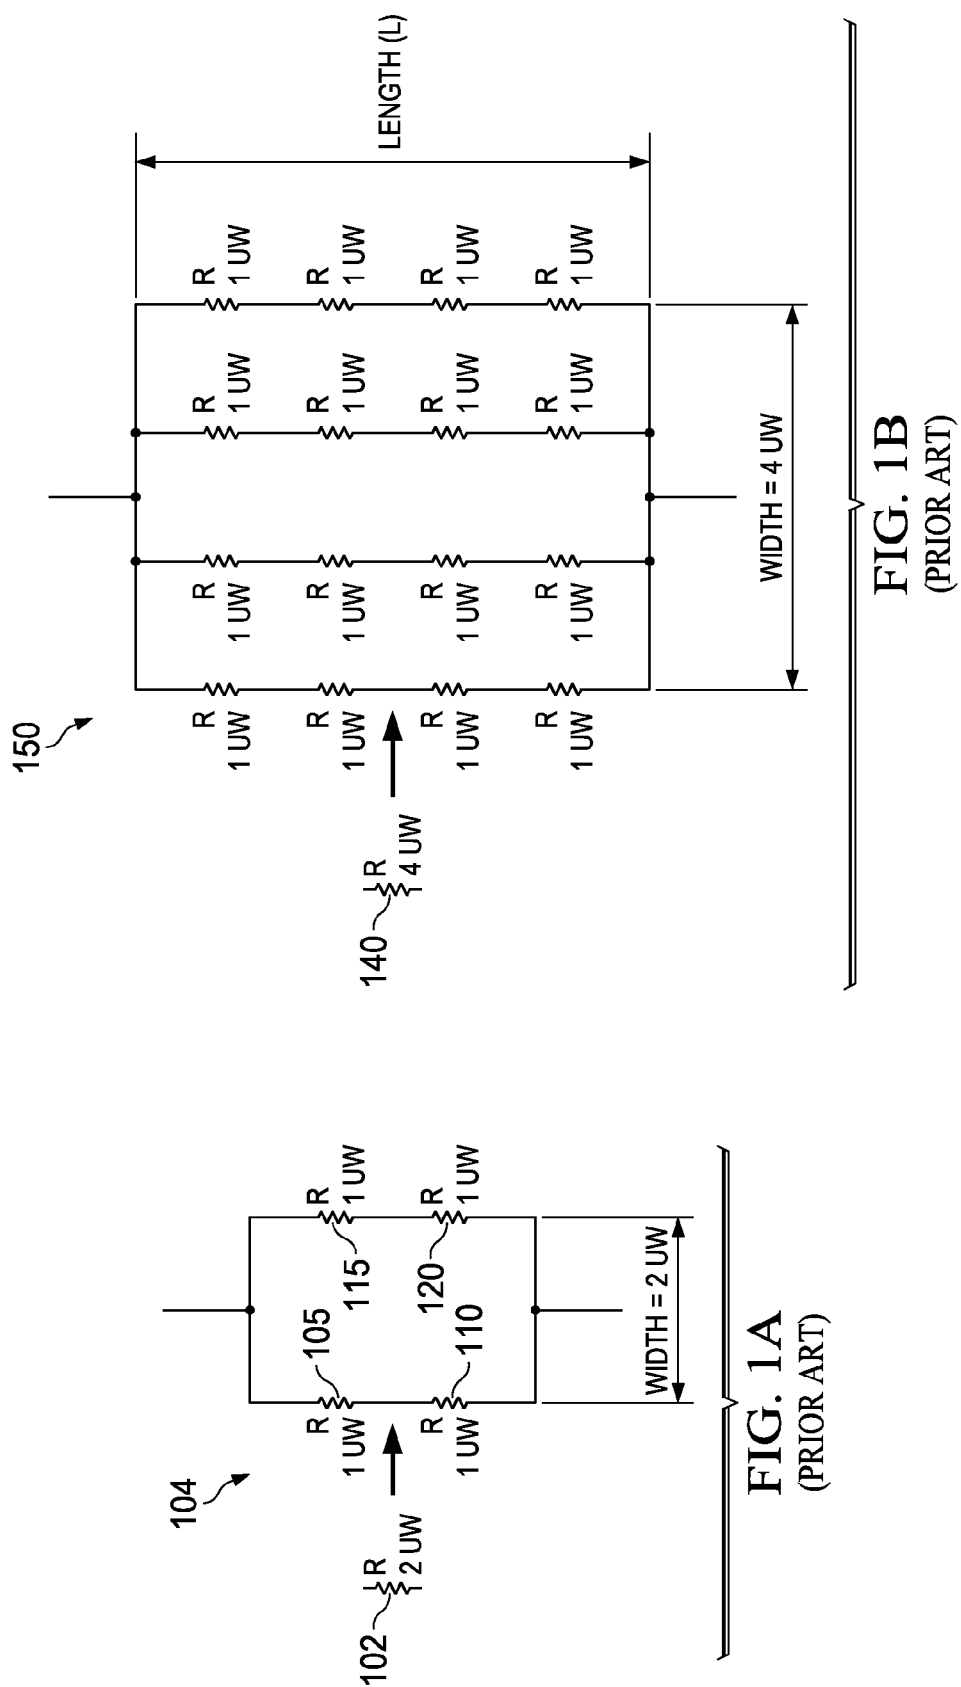 104
102
R
2 UW
R
1 UW
105
R
1 UW
110
115
R
1 UW
120
R
1 UW
WIDTH = 2 UW
FIG. 1A
(PRIOR ART)
150
140
R
4 UW
R
1 UW
R
1 UW
R
1 UW
R
1 UW
R
1 UW
R
1 UW
R
1 UW
R
1 UW
R
1 UW
R
1 UW
R
1 UW
R
1 UW
R
1 UW
R
1 UW
R
1 UW
R
1 UW
LENGTH (L)
WIDTH = 4 UW
FIG. 1B
(PRIOR ART)